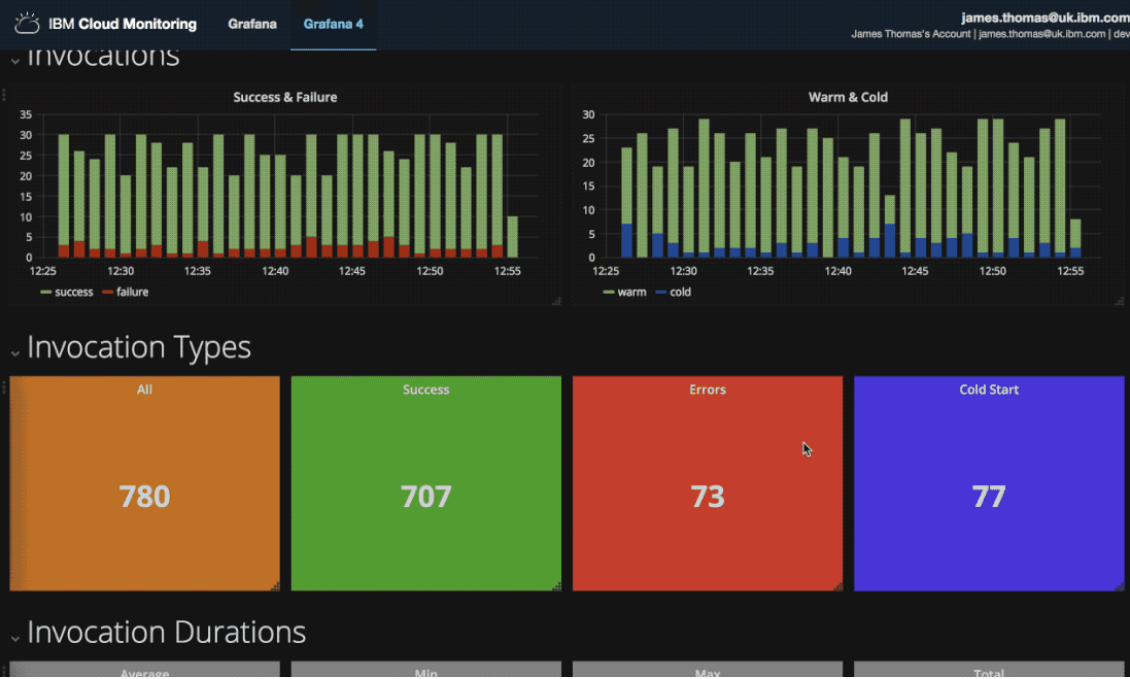 IBM Cloud Monitoring Grafana Grafana 4 james.thomas@uk.ibm.com
James Thomas's Account | james.thomas@uk.ibm.com | dev
Invocations
Success & Failure
35
30
25
20
15
10
5
0
12:25 12:30 12:35 12:40 12:45 12:50 12:55
success failure
Warm & Cold
30
25
20
15
10
5
0
12:25 12:30 12:35 12:40 12:45 12:50 12:55
warm cold
Invocation Types
All
780
Success
707
Errors
73
Cold Start
77
Invocation Durations
Average Min Max Total